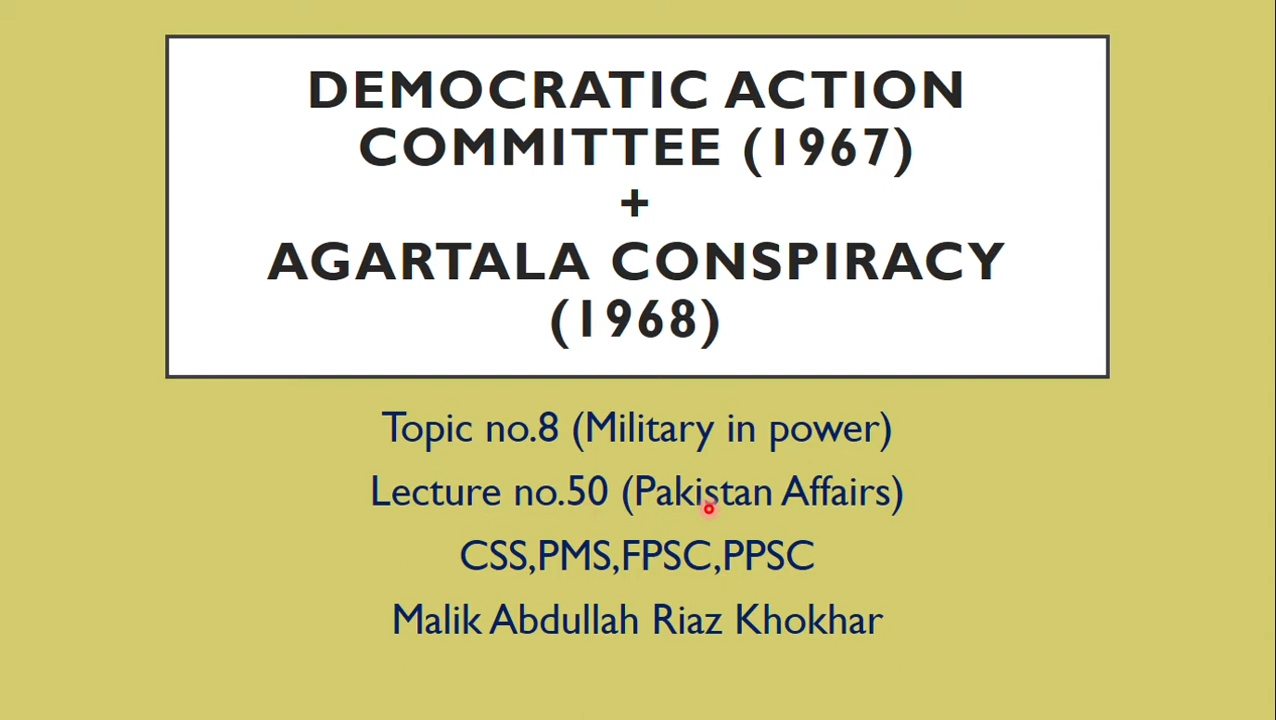 DEMOCRATIC ACTION
COMMITTEE (1967)
+
AGARTALA CONSPIRACY
(1968)
Topic no.8 (Military in power)
Lecture no.50 (Pakistan Affairs)
CSS,PMS,FPSC,PPSC
Malik Abdullah Riaz Khokhar